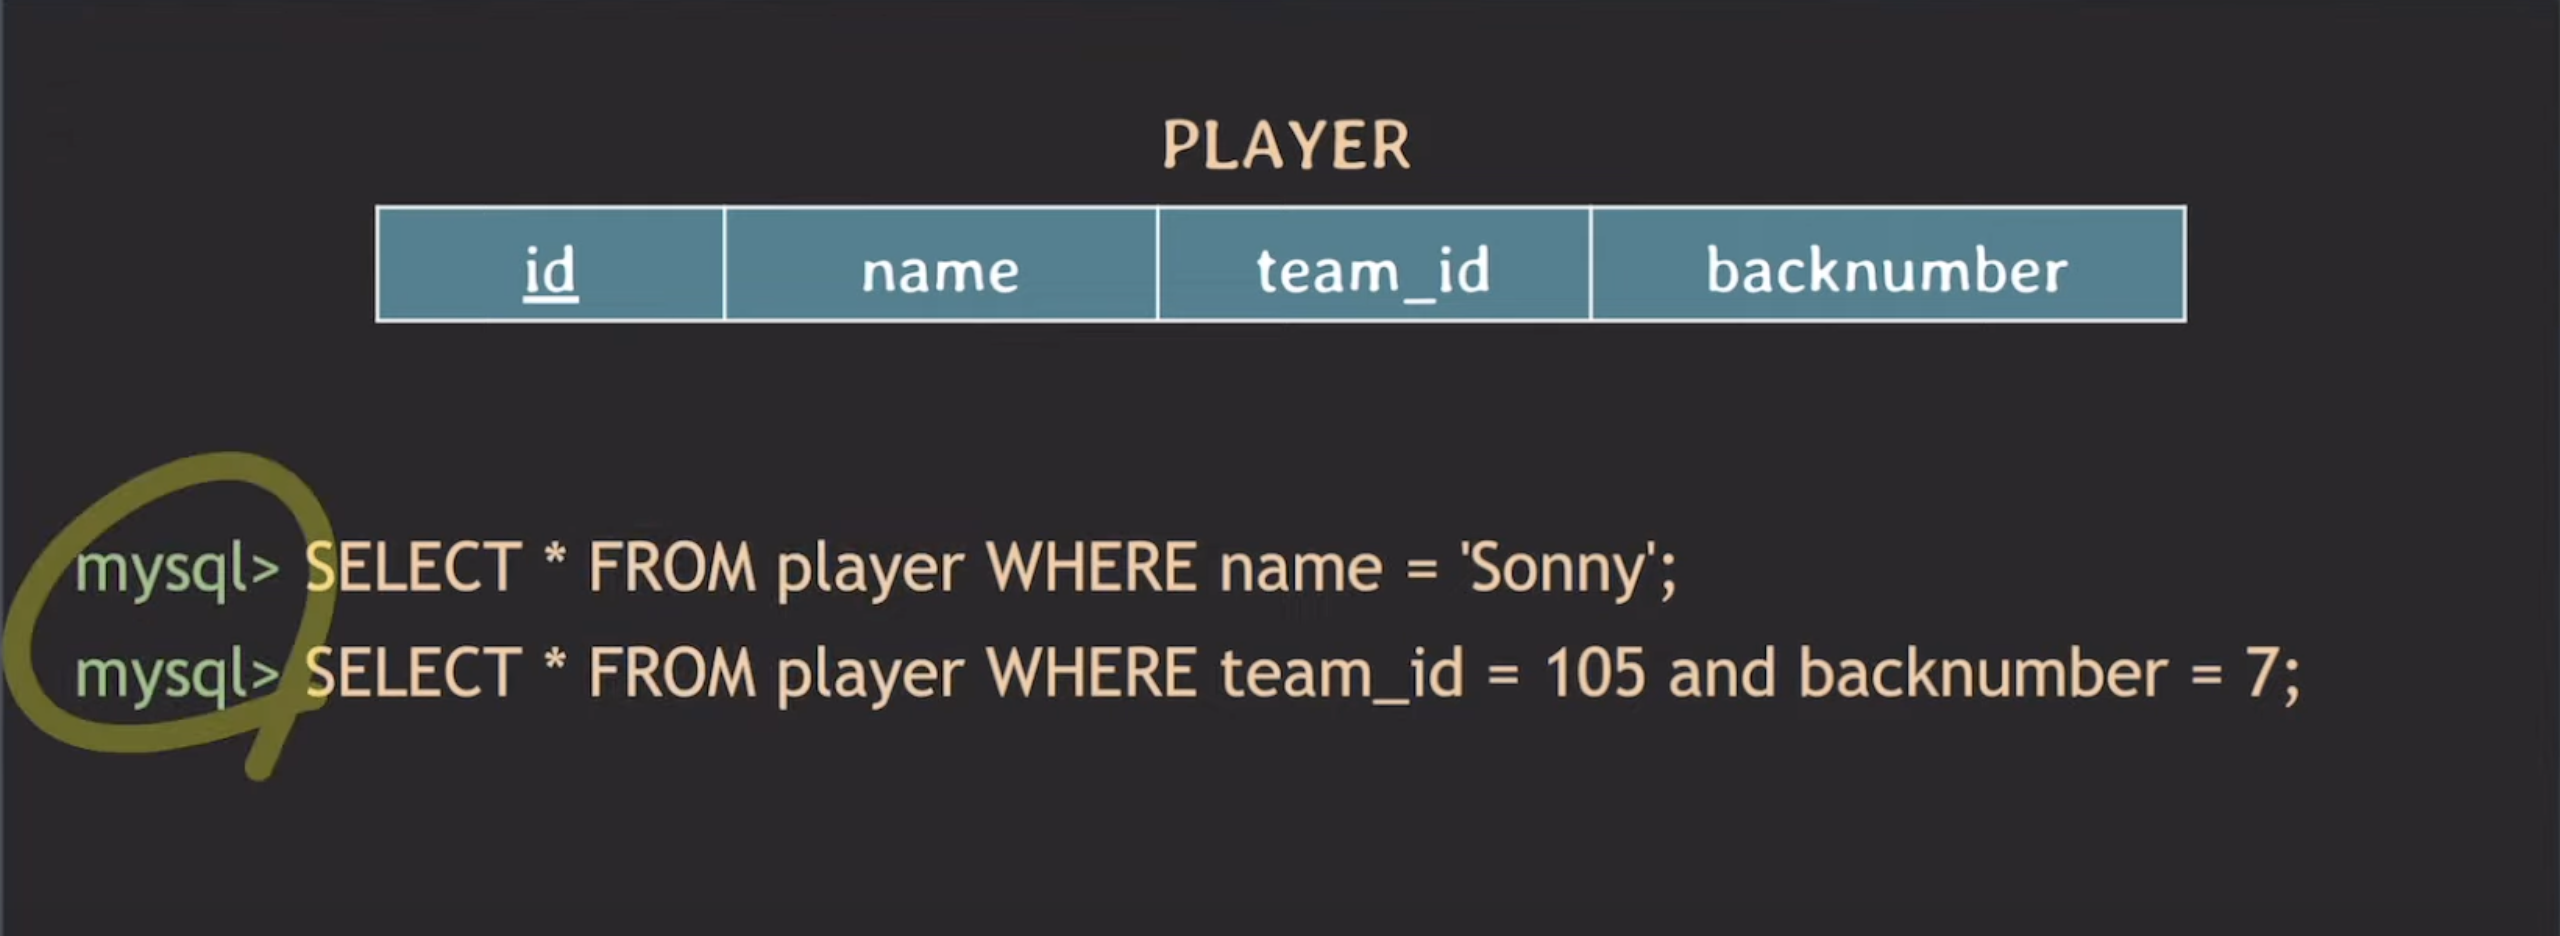 PLAYER
id name team_id backnumber
mysql> SELECT * FROM player WHERE name = 'Sonny';
mysql> SELECT * FROM player WHERE team_id = 105 and backnumber = 7;